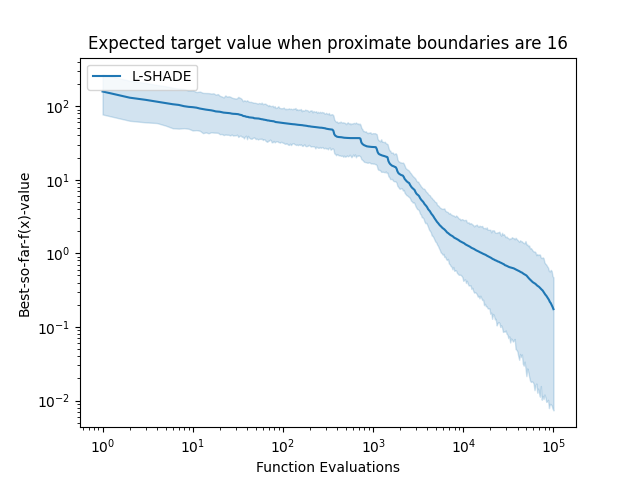 Expected target value when proximate boundaries are 16
L-SHADE
Best-so-far-f(x)-value
10²
10¹
10⁰
10⁻¹
10⁻²
10⁰ 10¹ 10² 10³ 10⁴ 10⁵
Function Evaluations